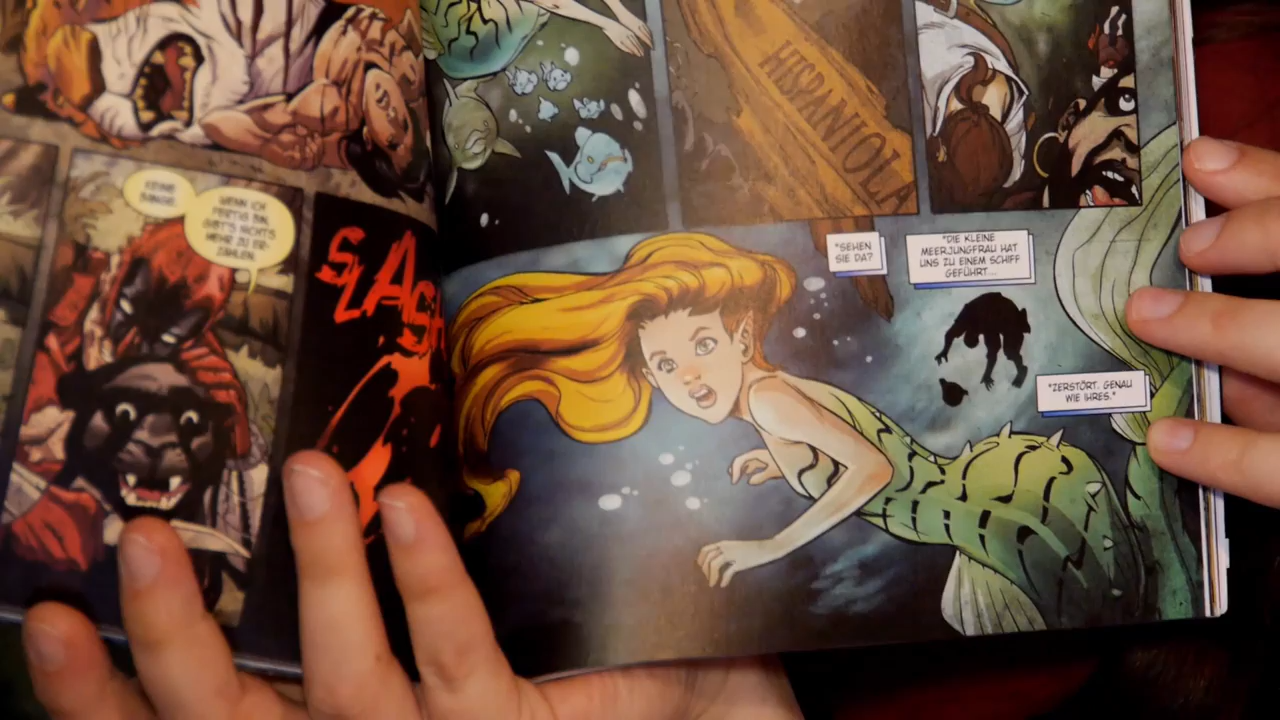 KEINE
BANGE.
WENN ICH
FERTIG BIN,
GIBT'S NICHTS
MEHR ZU ER-
ZÄHLEN.
SLASH
HISPANIOLA
"SEHEN
SIE DA?
"DIE KLEINE
MEERJUNGFRAU HAT
UNS ZU EINEM SCHIFF
GEFÜHRT...
"ZERSTÖRT. GENAU
WIE IHRES."